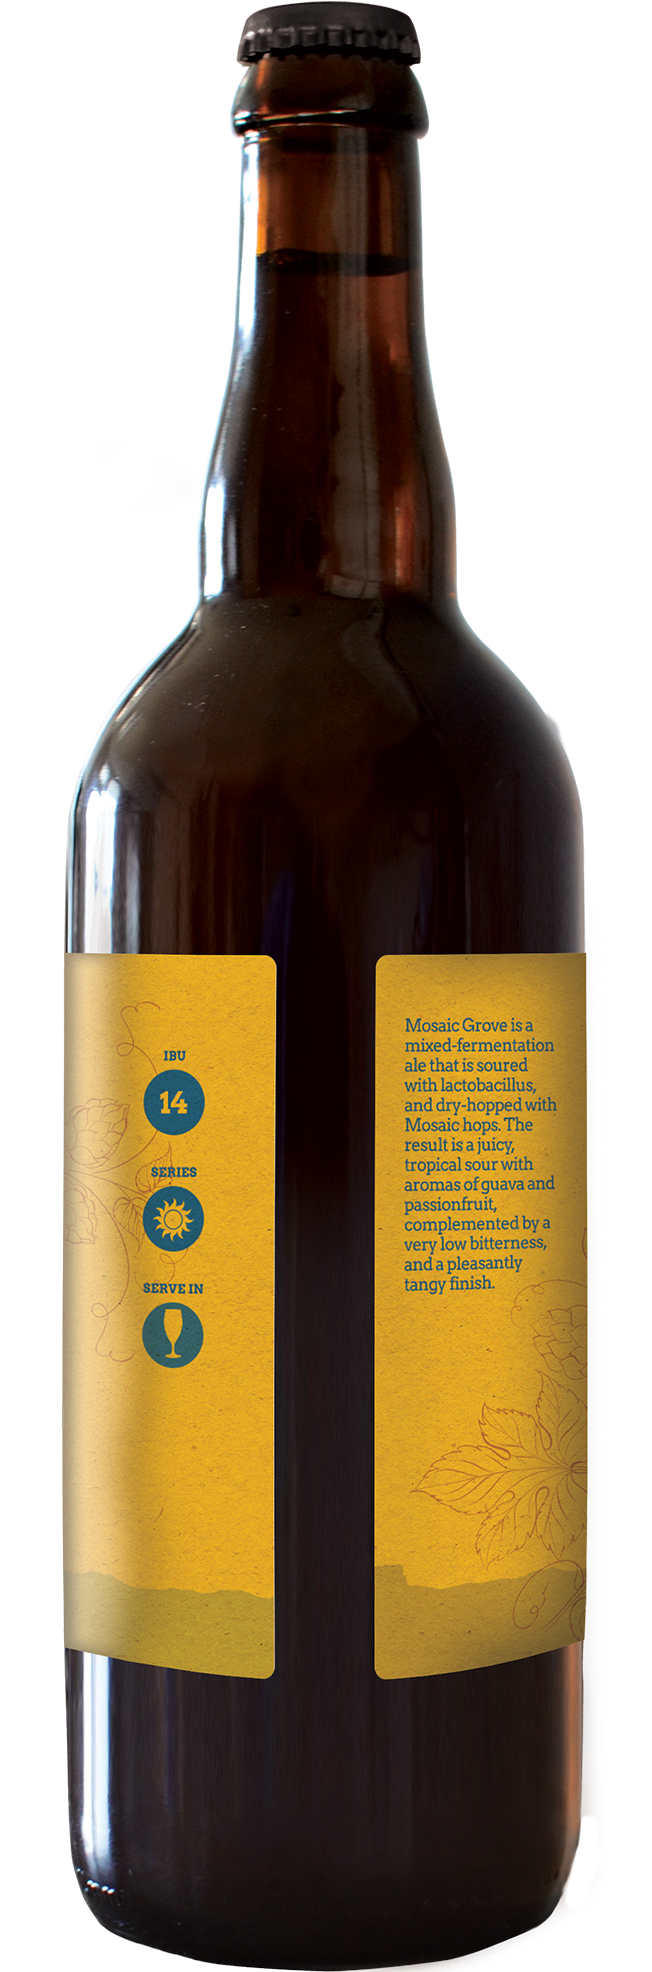 IBU
14
SERIES
SERVE IN
Mosaic Grove is a
mixed-fermentation
ale that is soured
with lactobacillus,
and dry-hopped with
Mosaic hops. The
result is a juicy,
tropical sour with
aromas of guava and
passionfruit,
complemented by a
very low bitterness,
and a pleasantly
tangy finish.